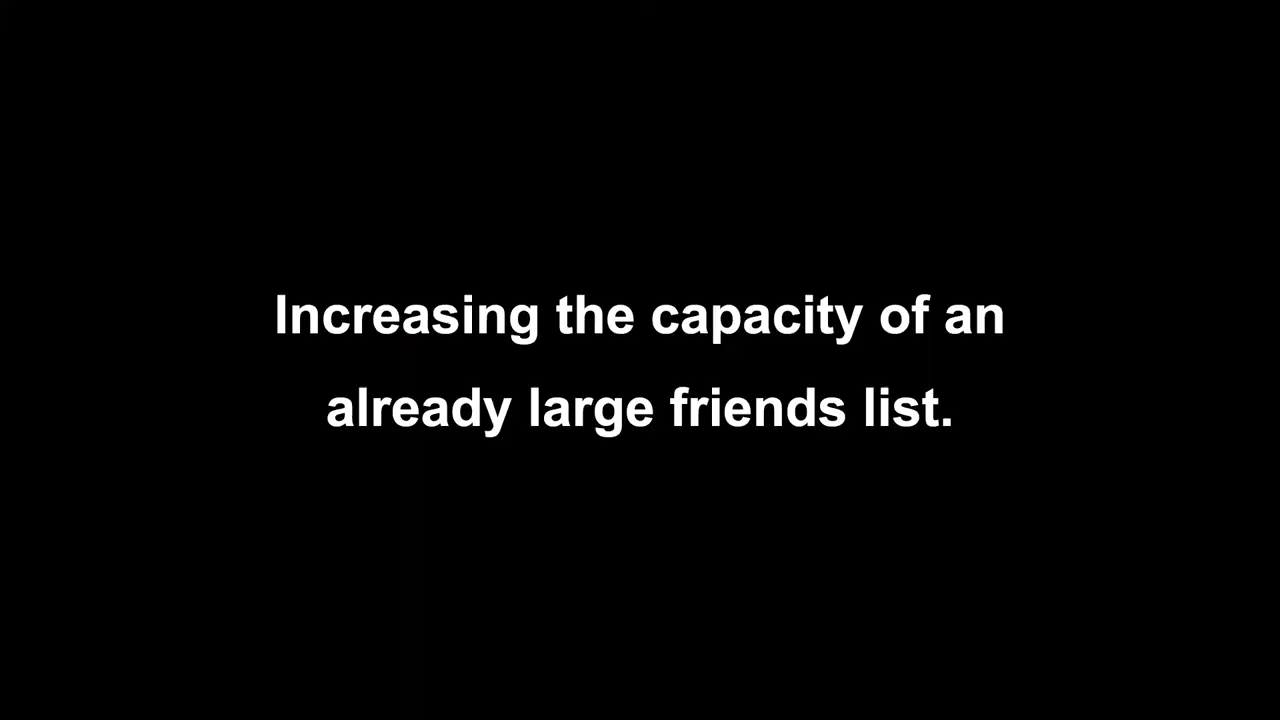 Increasing the capacity of an
already large friends list.